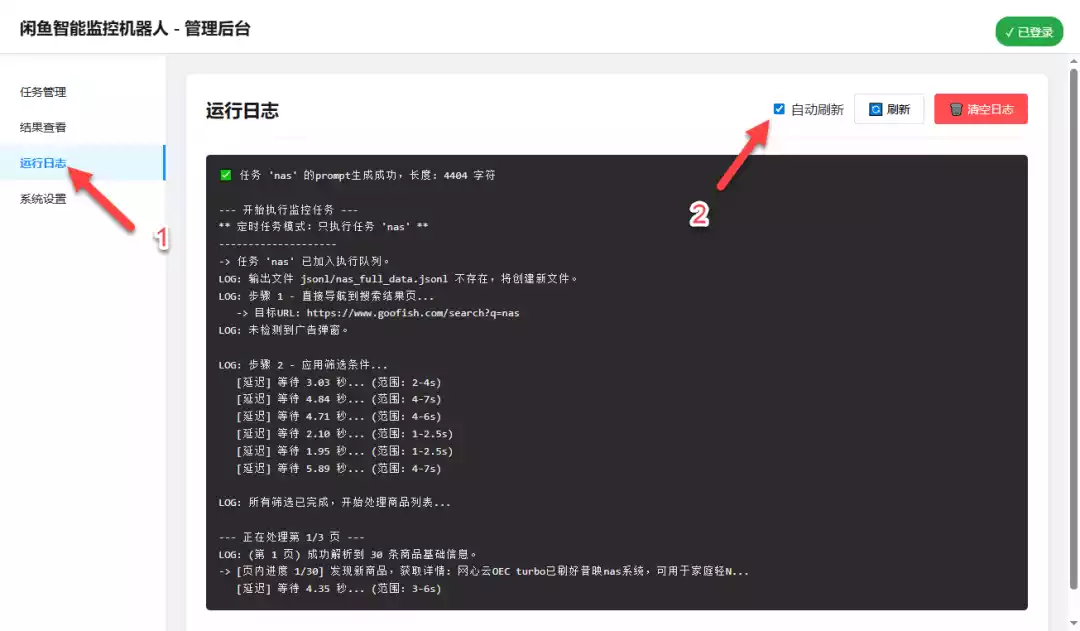 闲鱼智能监控机器人 - 管理后台
✓已登录
任务管理
结果查看
运行日志
系统设置
1
运行日志
自动刷新
刷新
清空日志
2
✅ 任务 'nas' 的prompt生成成功，长度: 4404 字符
--- 开始执行监控任务 ---
** 定时任务模式: 只执行任务 'nas' **
--------------------
-> 任务 'nas' 已加入执行队列。
LOG: 输出文件 jsonl/nas_full_data.jsonl 不存在，将创建新文件。
LOG: 步骤 1 - 直接导航到搜索结果页...
-> 目标URL: https://www.goofish.com/search?q=nas
LOG: 未检测到广告弹窗。
LOG: 步骤 2 - 应用筛选条件...
[延迟] 等待 3.03 秒... (范围: 2-4s)
[延迟] 等待 4.84 秒... (范围: 4-7s)
[延迟] 等待 4.71 秒... (范围: 4-6s)
[延迟] 等待 2.10 秒... (范围: 1-2.5s)
[延迟] 等待 1.95 秒... (范围: 1-2.5s)
[延迟] 等待 5.89 秒... (范围: 4-7s)
LOG: 所有筛选已完成，开始处理商品列表...
--- 正在处理第 1/3 页 ---
LOG: (第 1 页) 成功解析到 30 条商品基础信息。
-> [页内进度 1/30] 发现新商品，获取详情: 网心云OEC turbo已刷好普映nas系统，可用于家庭轻N...
[延迟] 等待 4.35 秒... (范围: 3-6s)